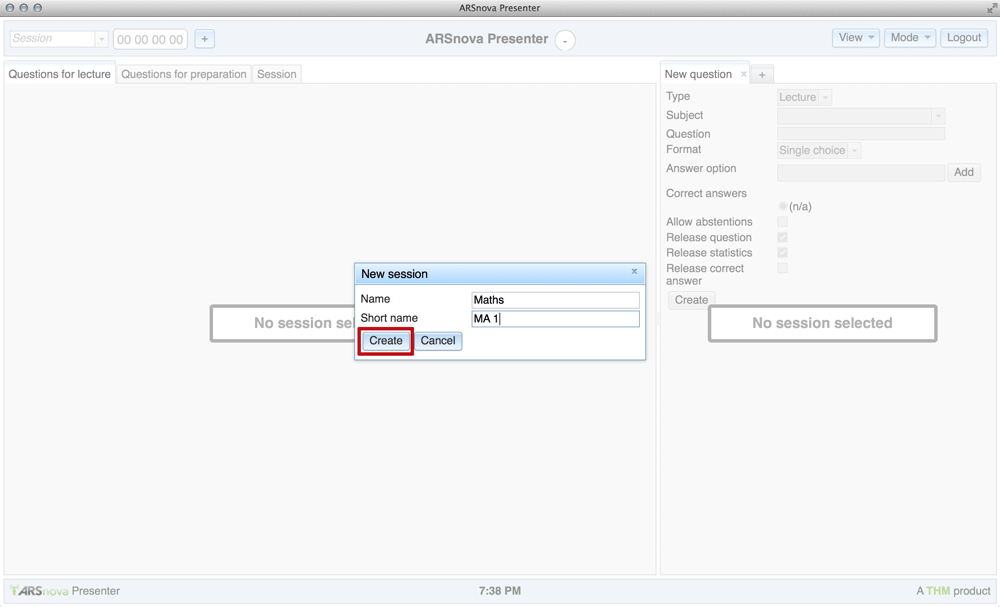 ARSnova Presenter
Session
00 00 00 00
+
ARSnova Presenter
-
View
Mode
Logout
Questions for lecture
Questions for preparation
Session
New question x
+
Type
Lecture
Subject
Question
Format
Single choice
Answer option
Add
Correct answers
(n/a)
Allow abstentions
Release question
Release statistics
Release correct
answer
Create
No session selected
New session x
Name
Maths
Short name
MA 1
Create
Cancel
No session se
ARSnova Presenter
7:38 PM
A THM product